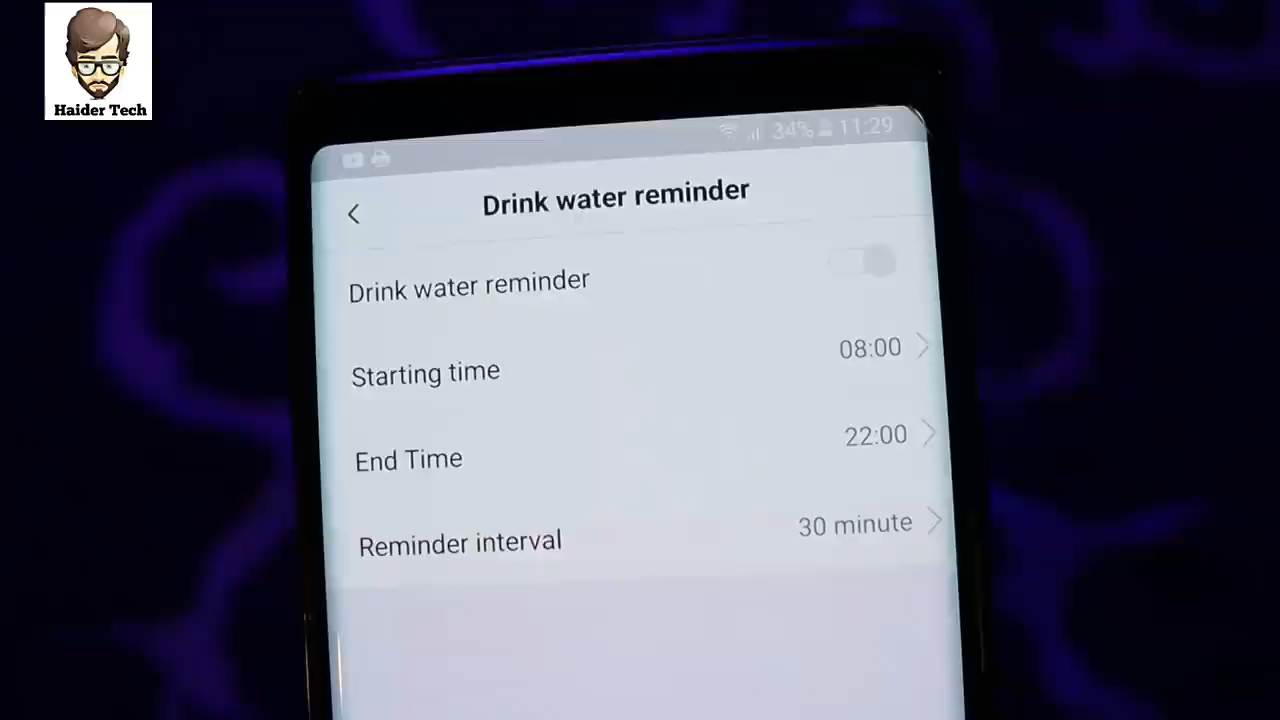 Haider Tech
34% 11:29
Drink water reminder
Drink water reminder
Starting time 08:00
End Time 22:00
Reminder interval 30 minute